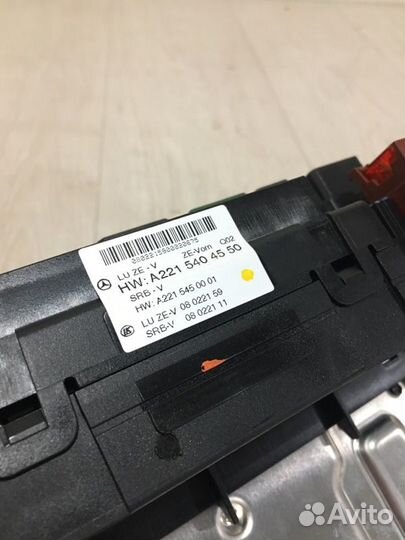 LU ZE-V ZE-Vorn Q02
HW: A221 540 45 50
SRB-V
HW: A221 545 00 01
LU ZE-V 08 0221 59
SRB-V 08 0221 11
Avito